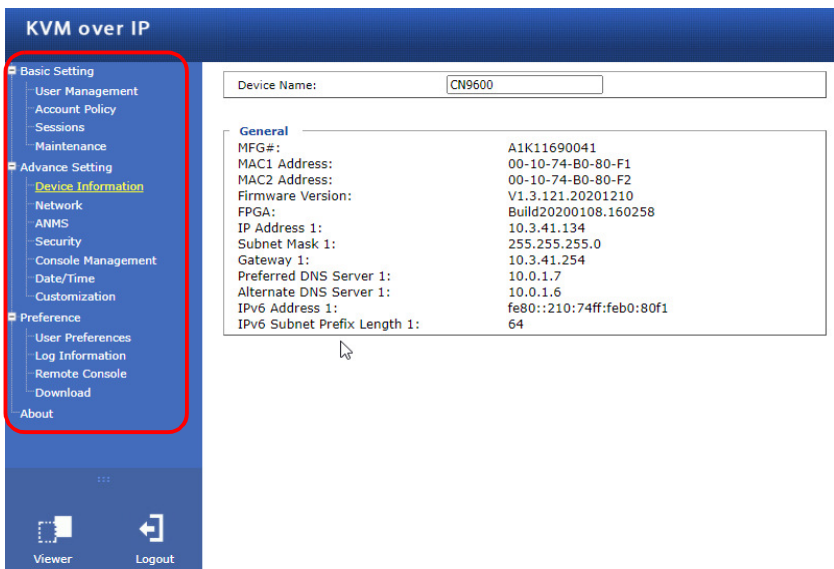 KVM over IP
Basic Setting
User Management
Account Policy
Sessions
Maintenance
Advance Setting
Device Information
Network
ANMS
Security
Console Management
Date/Time
Customization
Preference
User Preferences
Log Information
Remote Console
Download
About
Viewer
Logout
Device Name: CN9600
General
MFG#: A1K11690041
MAC1 Address: 00-10-74-B0-80-F1
MAC2 Address: 00-10-74-B0-80-F2
Firmware Version: V1.3.121.20201210
FPGA: Build20200108.160258
IP Address 1: 10.3.41.134
Subnet Mask 1: 255.255.255.0
Gateway 1: 10.3.41.254
Preferred DNS Server 1: 10.0.1.7
Alternate DNS Server 1: 10.0.1.6
IPv6 Address 1: fe80::210:74ff:feb0:80f1
IPv6 Subnet Prefix Length 1: 64